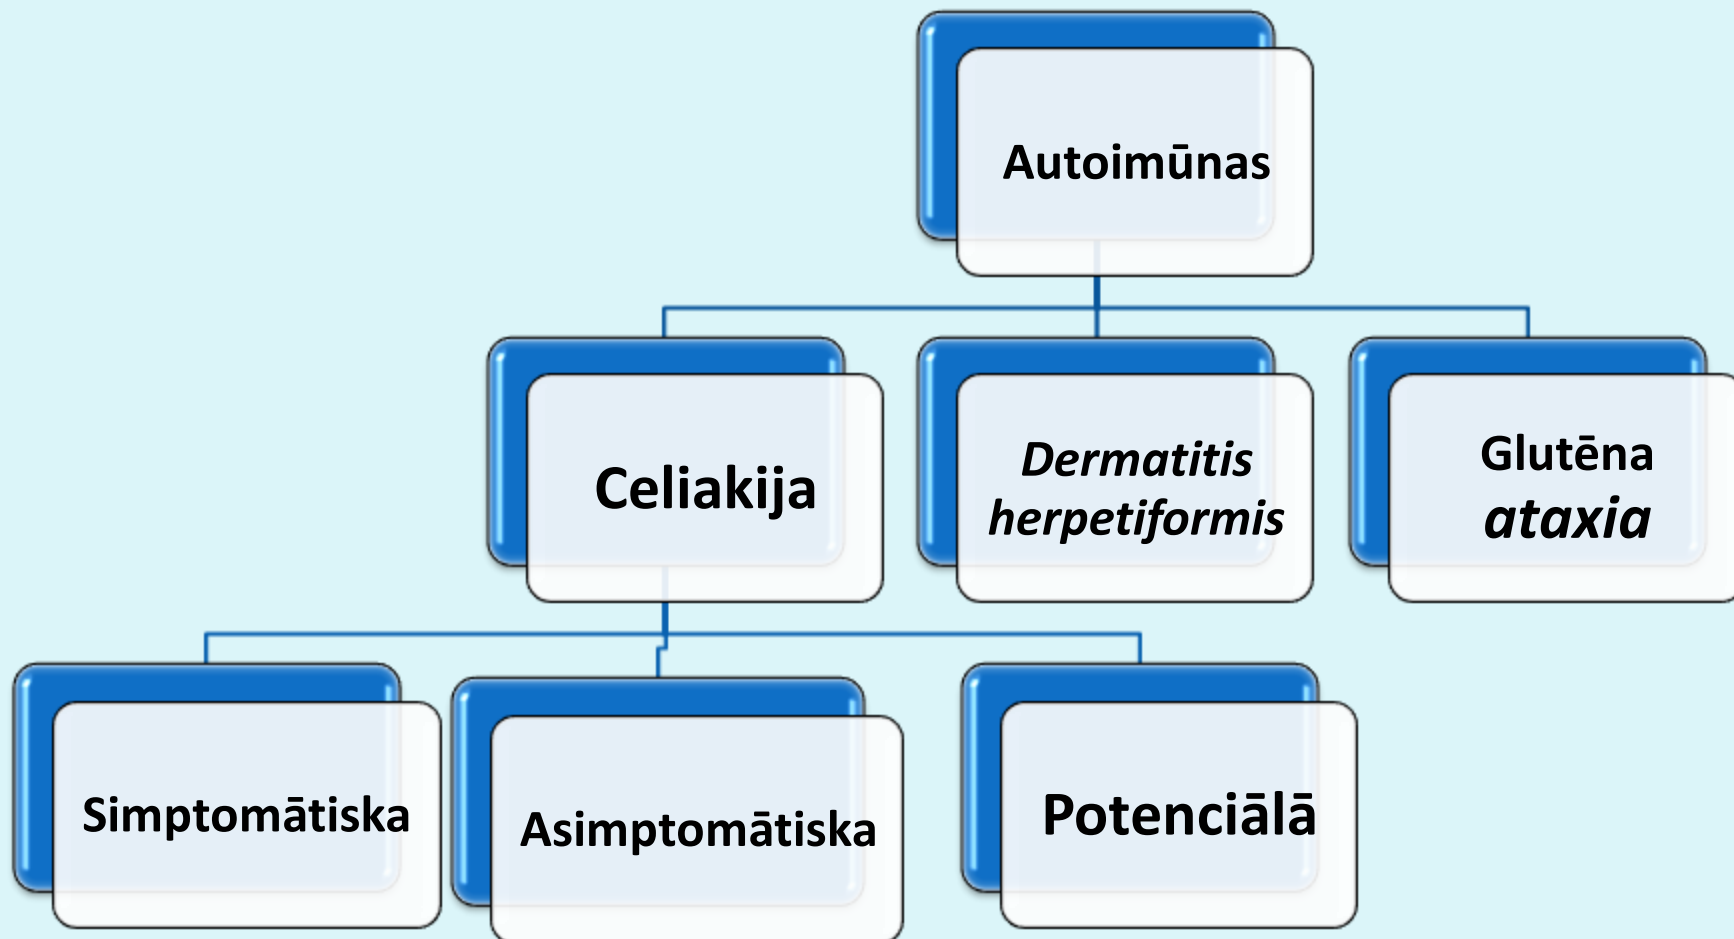 Autoimūnas
Celiakija
Dermatitis
herpetiformis
Glutēna
ataxia
Simptomātiska
Asimptomātiska
Potenciālā